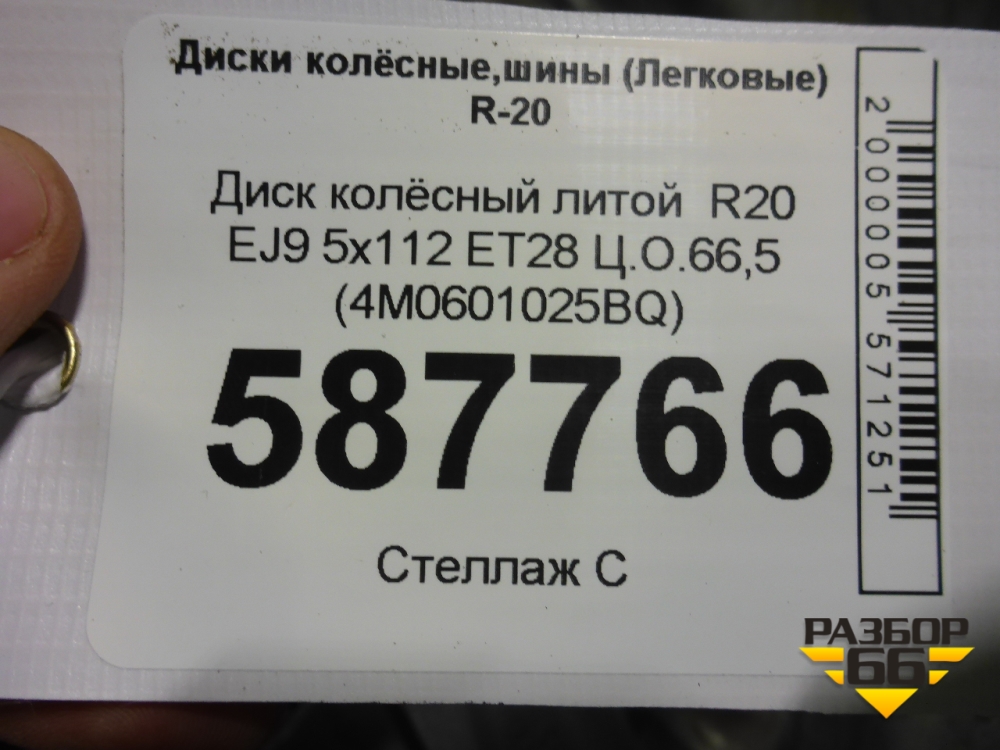 Диски колёсные,шины (Легковые)
R-20
Диск колёсный литой R20
EJ9 5x112 ET28 Ц.О.66,5
(4M0601025BQ)
587766
Стеллаж С
2000005571251
РАЗБОР
66